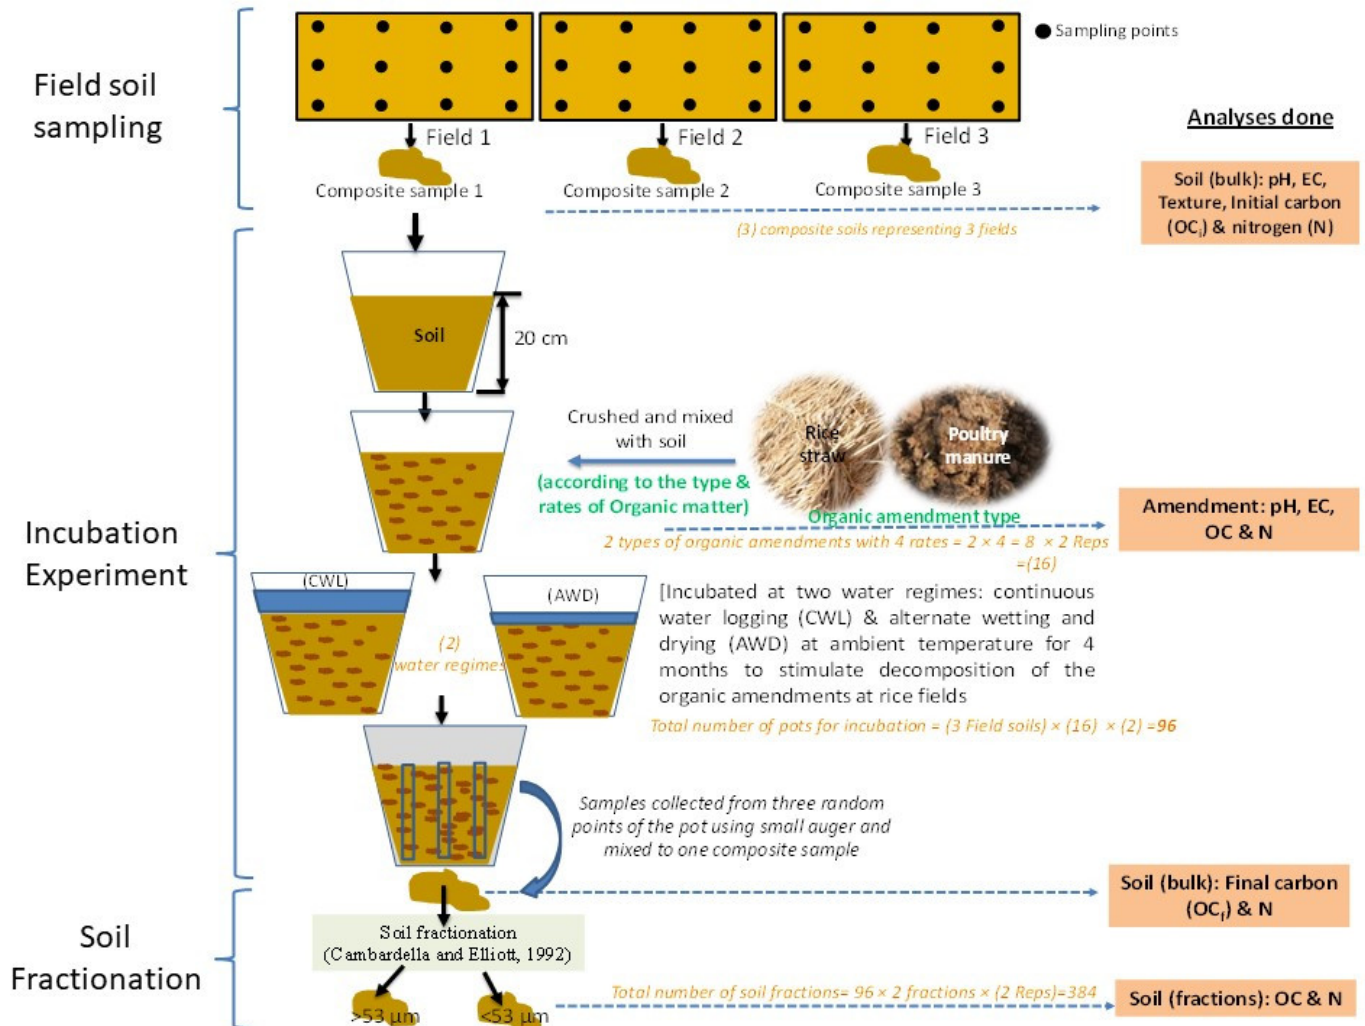 Sampling points
Field soil
sampling
Field 1
Field 2
Field 3
Composite sample 1
Composite sample 2
Composite sample 3
(3) composite soils representing 3 fields
Analyses done
Soil (bulk): pH, EC,
Texture, Initial carbon
(OCi) & nitrogen (N)
Soil
20 cm
Incubation
Experiment
Crushed and mixed
with soil
(according to the type &
rates of Organic matter)
Rice
straw
Poultry
manure
Organic amendment type
2 types of organic amendments with 4 rates = 2 × 4 = 8 × 2 Reps
=(16)
Amendment: pH, EC,
OC & N
(CWL)
(AWD)
(2)
water regimes
[Incubated at two water regimes: continuous
water logging (CWL) & alternate wetting and
drying (AWD) at ambient temperature for 4
months to stimulate decomposition of the
organic amendments at rice fields
Total number of pots for incubation = (3 Field soils) × (16) × (2) =96
Samples collected from three random
points of the pot using small auger and
mixed to one composite sample
Soil (bulk): Final carbon
(OCf) & N
Soil
Fractionation
Soil fractionation
(Cambardella and Elliott, 1992)
>53 μm
<53 μm
Total number of soil fractions= 96 × 2 fractions × (2 Reps)=384
Soil (fractions): OC & N